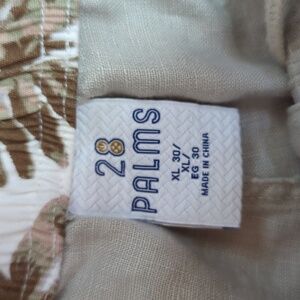 28
PALMS
XL 30/
XL/
EG 30
MADE IN CHINA